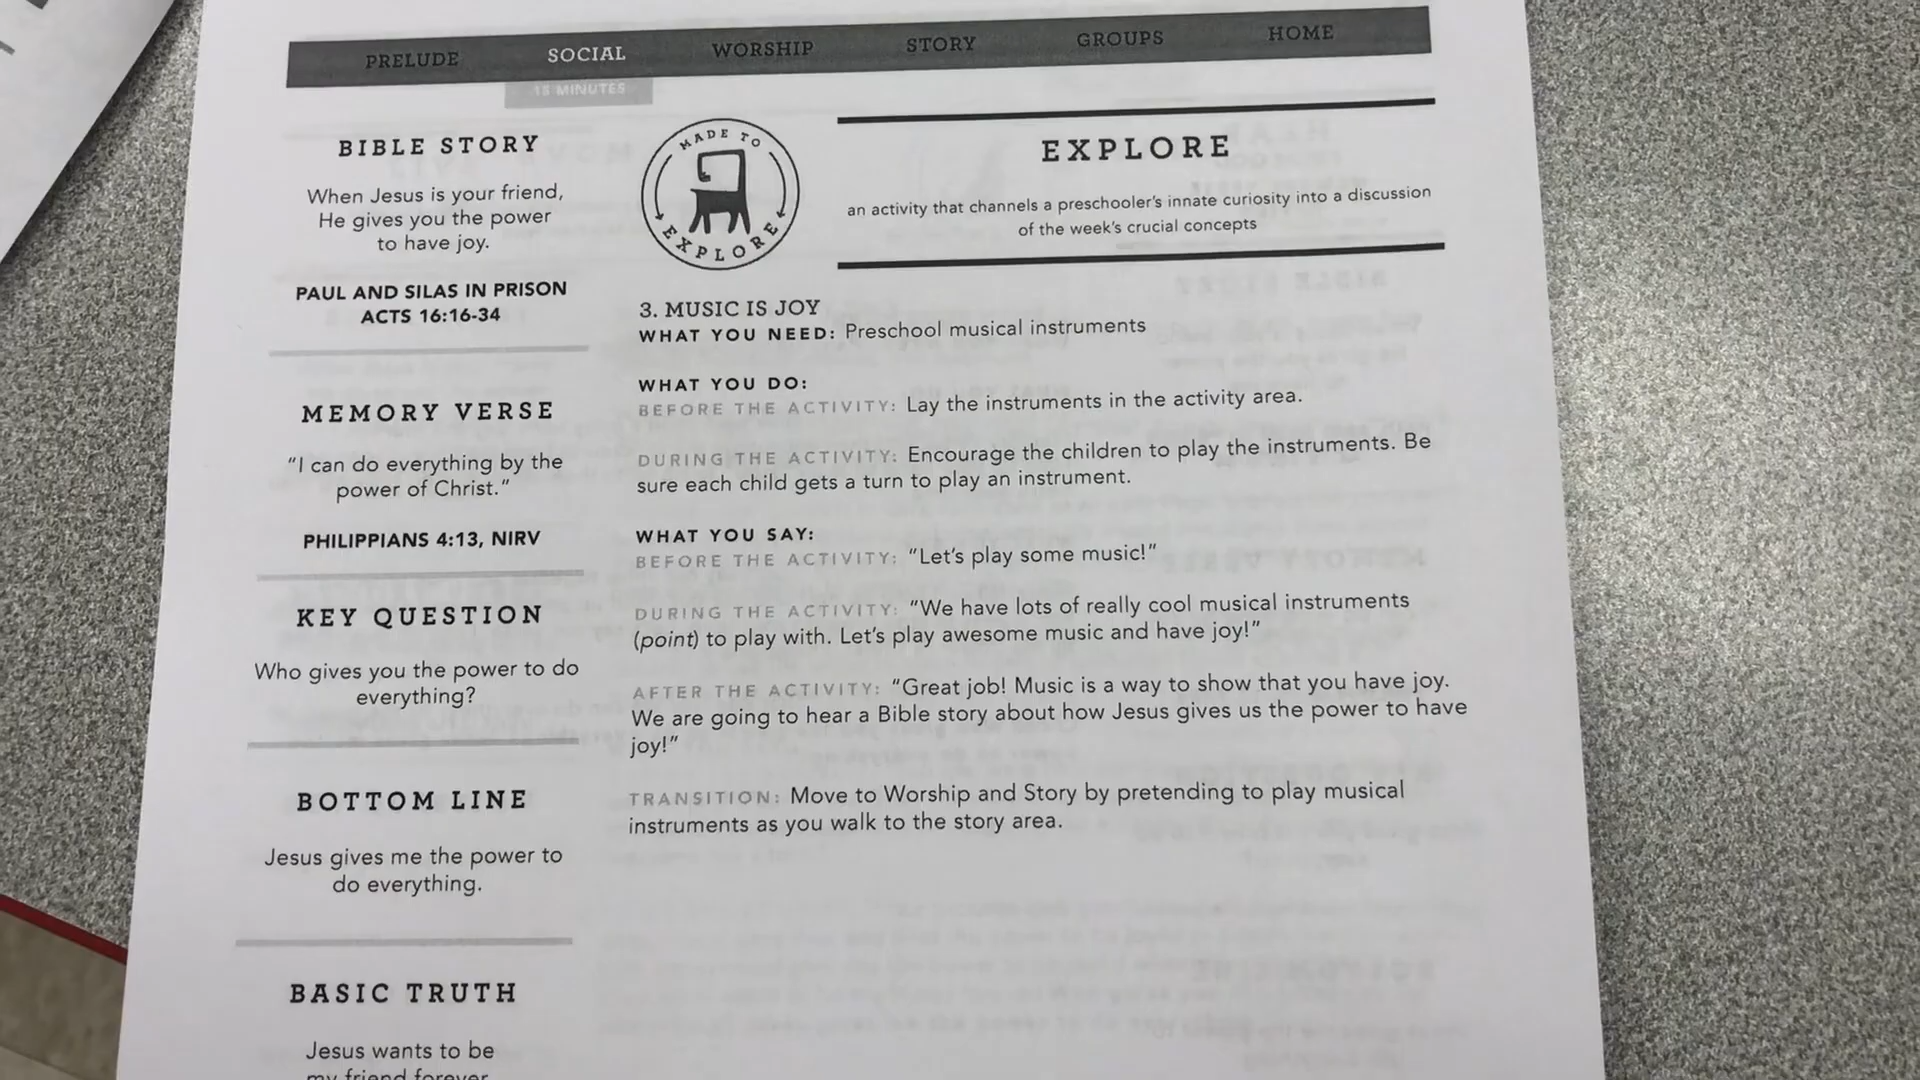 PRELUDE SOCIAL WORSHIP STORY GROUPS HOME
15 MINUTES
BIBLE STORY
When Jesus is your friend,
He gives you the power
to have joy.
PAUL AND SILAS IN PRISON
ACTS 16:16-34
MEMORY VERSE
“I can do everything by the
power of Christ.”
PHILIPPIANS 4:13, NIRV
KEY QUESTION
Who gives you the power to do
everything?
BOTTOM LINE
Jesus gives me the power to
do everything.
BASIC TRUTH
Jesus wants to be
my friend forever
MADE TO
EXPLORE
EXPLORE
an activity that channels a preschooler’s innate curiosity into a discussion
of the week’s crucial concepts
3. MUSIC IS JOY
WHAT YOU NEED: Preschool musical instruments
WHAT YOU DO:
BEFORE THE ACTIVITY: Lay the instruments in the activity area.
DURING THE ACTIVITY: Encourage the children to play the instruments. Be
sure each child gets a turn to play an instrument.
WHAT YOU SAY:
BEFORE THE ACTIVITY: “Let’s play some music!”
DURING THE ACTIVITY: “We have lots of really cool musical instruments
(point) to play with. Let’s play awesome music and have joy!”
AFTER THE ACTIVITY: “Great job! Music is a way to show that you have joy.
We are going to hear a Bible story about how Jesus gives us the power to have
joy!”
TRANSITION: Move to Worship and Story by pretending to play musical
instruments as you walk to the story area.